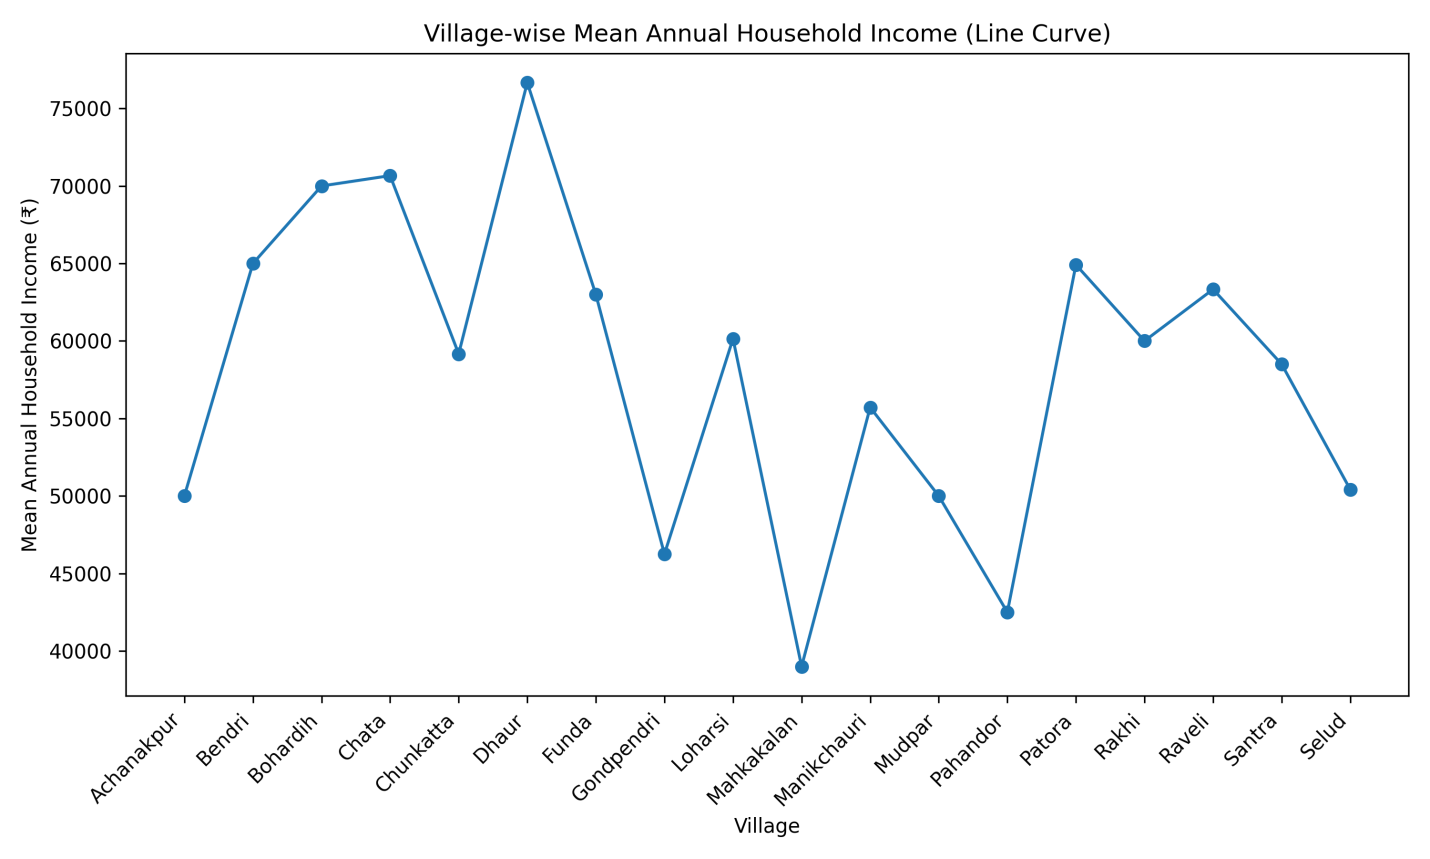 Village-wise Mean Annual Household Income (Line Curve)
Mean Annual Household Income (₹)
75000
70000
65000
60000
55000
50000
45000
40000
Achanakpur
Bendri
Bohardih
Chata
Chunkatta
Dhaur
Funda
Gondpendri
Loharsi
Mahkakalan
Manikchauri
Mudpar
Pahandor
Patora
Rakhi
Raveli
Santra
Selud
Village